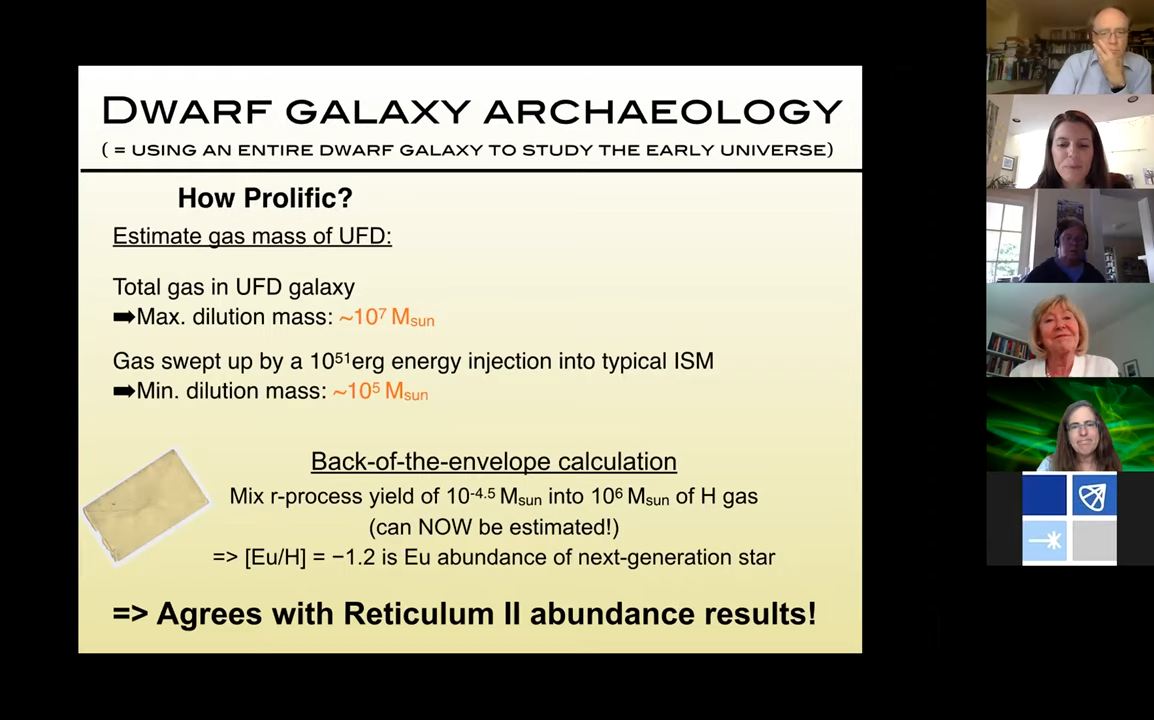 DWARF GALAXY ARCHAEOLOGY
( = USING AN ENTIRE DWARF GALAXY TO STUDY THE EARLY UNIVERSE)
How Prolific?
Estimate gas mass of UFD:
Total gas in UFD galaxy
➡Max. dilution mass: ~10⁷ Msun
Gas swept up by a 10⁵¹erg energy injection into typical ISM
➡Min. dilution mass: ~10⁵ Msun
Back-of-the-envelope calculation
Mix r-process yield of 10⁻⁴·⁵ Msun into 10⁶ Msun of H gas
(can NOW be estimated!)
=> [Eu/H] = −1.2 is Eu abundance of next-generation star
=> Agrees with Reticulum II abundance results!